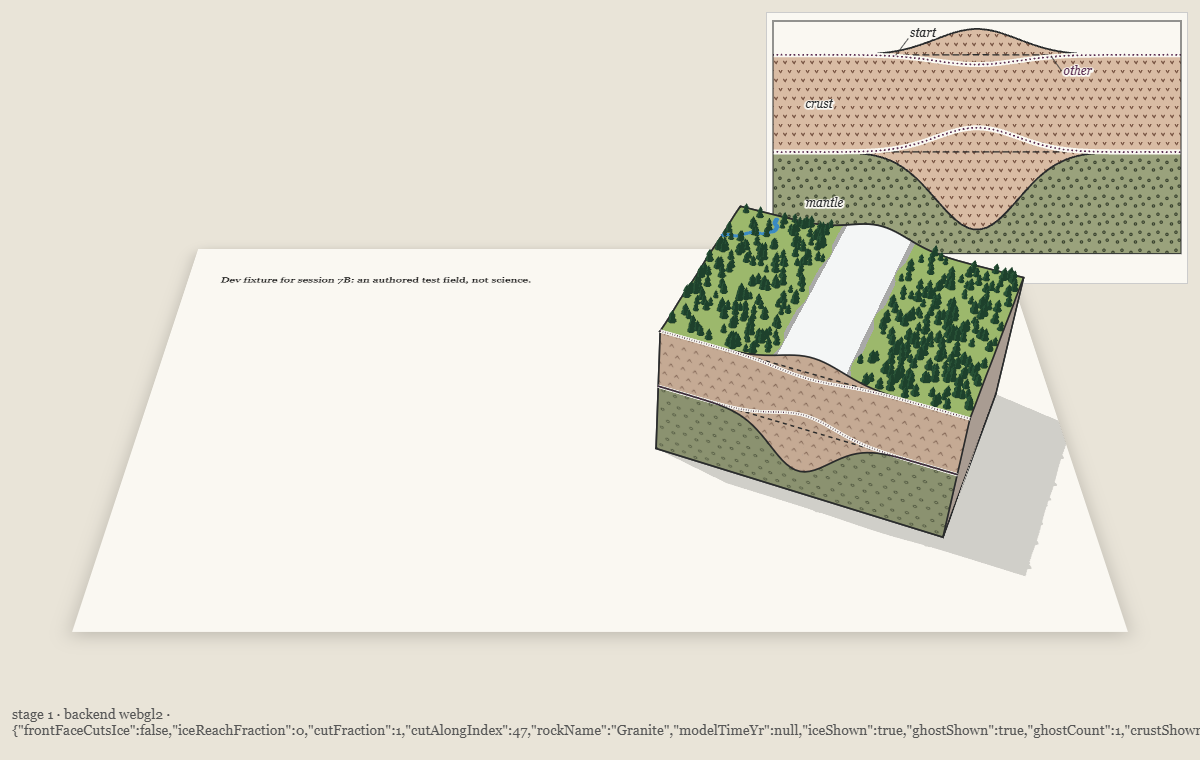 start
other
crust
mantle
Dev fixture for session 7B: an authored test field, not science.
stage 1 · backend webgl2 ·
{"frontFaceCutsIce":false,"iceReachFraction":0,"cutFraction":1,"cutAlongIndex":47,"rockName":"Granite","modelTimeYr":null,"iceShown":true,"ghostShown":true,"ghostCount":1,"crustShown